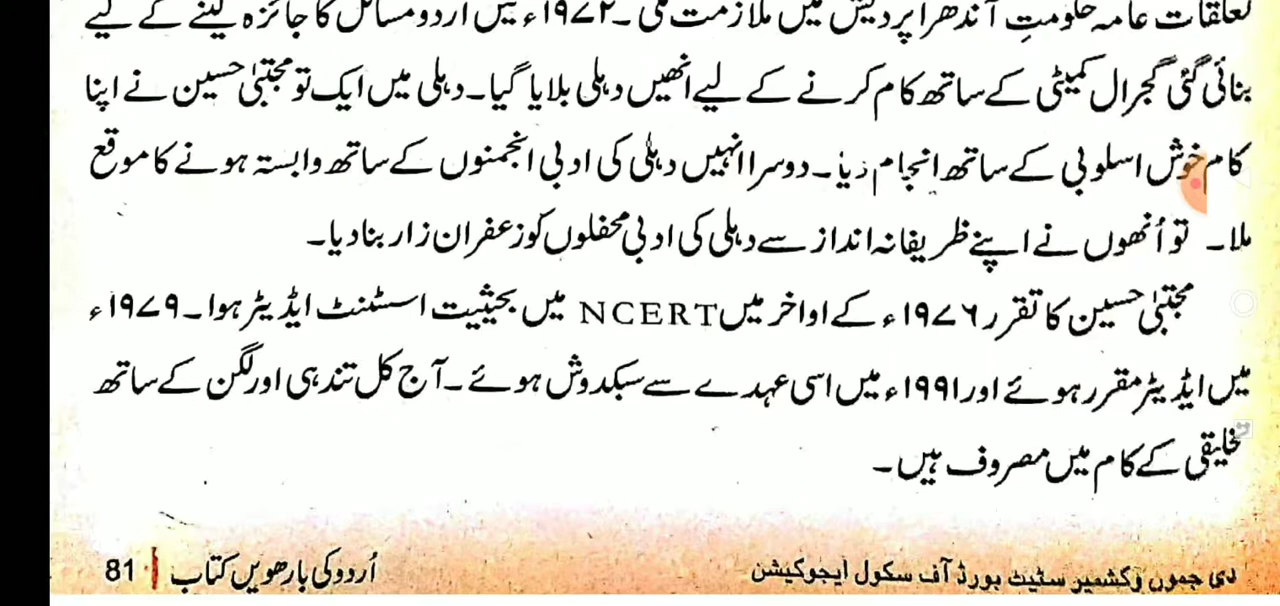 تعلقات عامہ حکومتِ آندھرا پردیش میں ملازمت کی ۔ ۱۹۷۲ء میں اردو مسائل کا جائزہ لینے کے لیے
بنائی گئی گجرال کمیٹی کے ساتھ کام کرنے کے لیے انھیں دہلی بلایا گیا۔ دہلی میں ایک تو مجتبیٰ حسین نے اپنا
کام خوش اسلوبی کے ساتھ انجام دیا۔ دوسرا انہیں دہلی کی ادبی انجمنوں کے ساتھ وابستہ ہونے کا موقع
ملا۔ تو اُنھوں نے اپنے ظریفانہ انداز سے دہلی کی ادبی محفلوں کو زعفران زار بنا دیا۔
مجتبیٰ حسین کا تقرر ۱۹۷۶ء کے اواخر میں NCERT میں بحیثیت اسسٹنٹ ایڈیٹر ہوا۔ ۱۹۷۹ء
میں ایڈیٹر مقرر ہوئے اور ۱۹۹۱ء میں اسی عہدے سے سبکدوش ہوئے۔ آج کل تندہی اور لگن کے ساتھ
تخلیقی کے کام میں مصروف ہیں۔
دی جموں وکشمیر سٹیٹ بورڈ آف سکول ایجوکیشن
اُردو کی بارھویں کتاب | 81